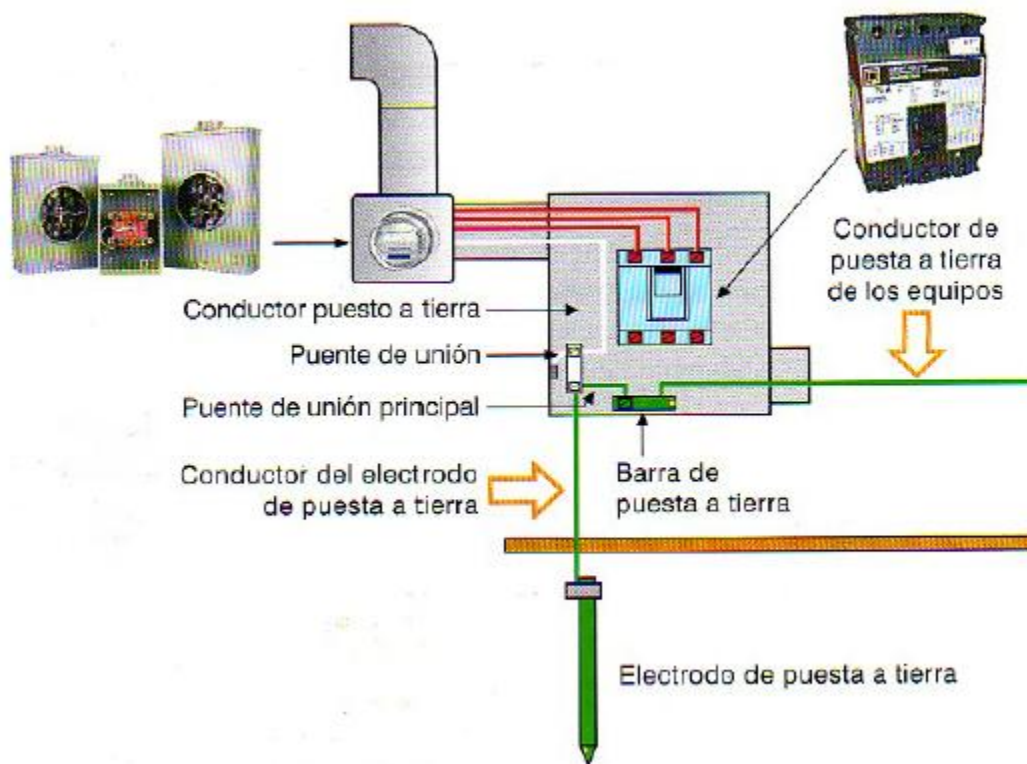 Conductor de
puesta a tierra
de los equipos
Conductor puesto a tierra
Puente de unión
Puente de unión principal
Conductor del electrodo
de puesta a tierra
Barra de
puesta a tierra
Electrodo de puesta a tierra